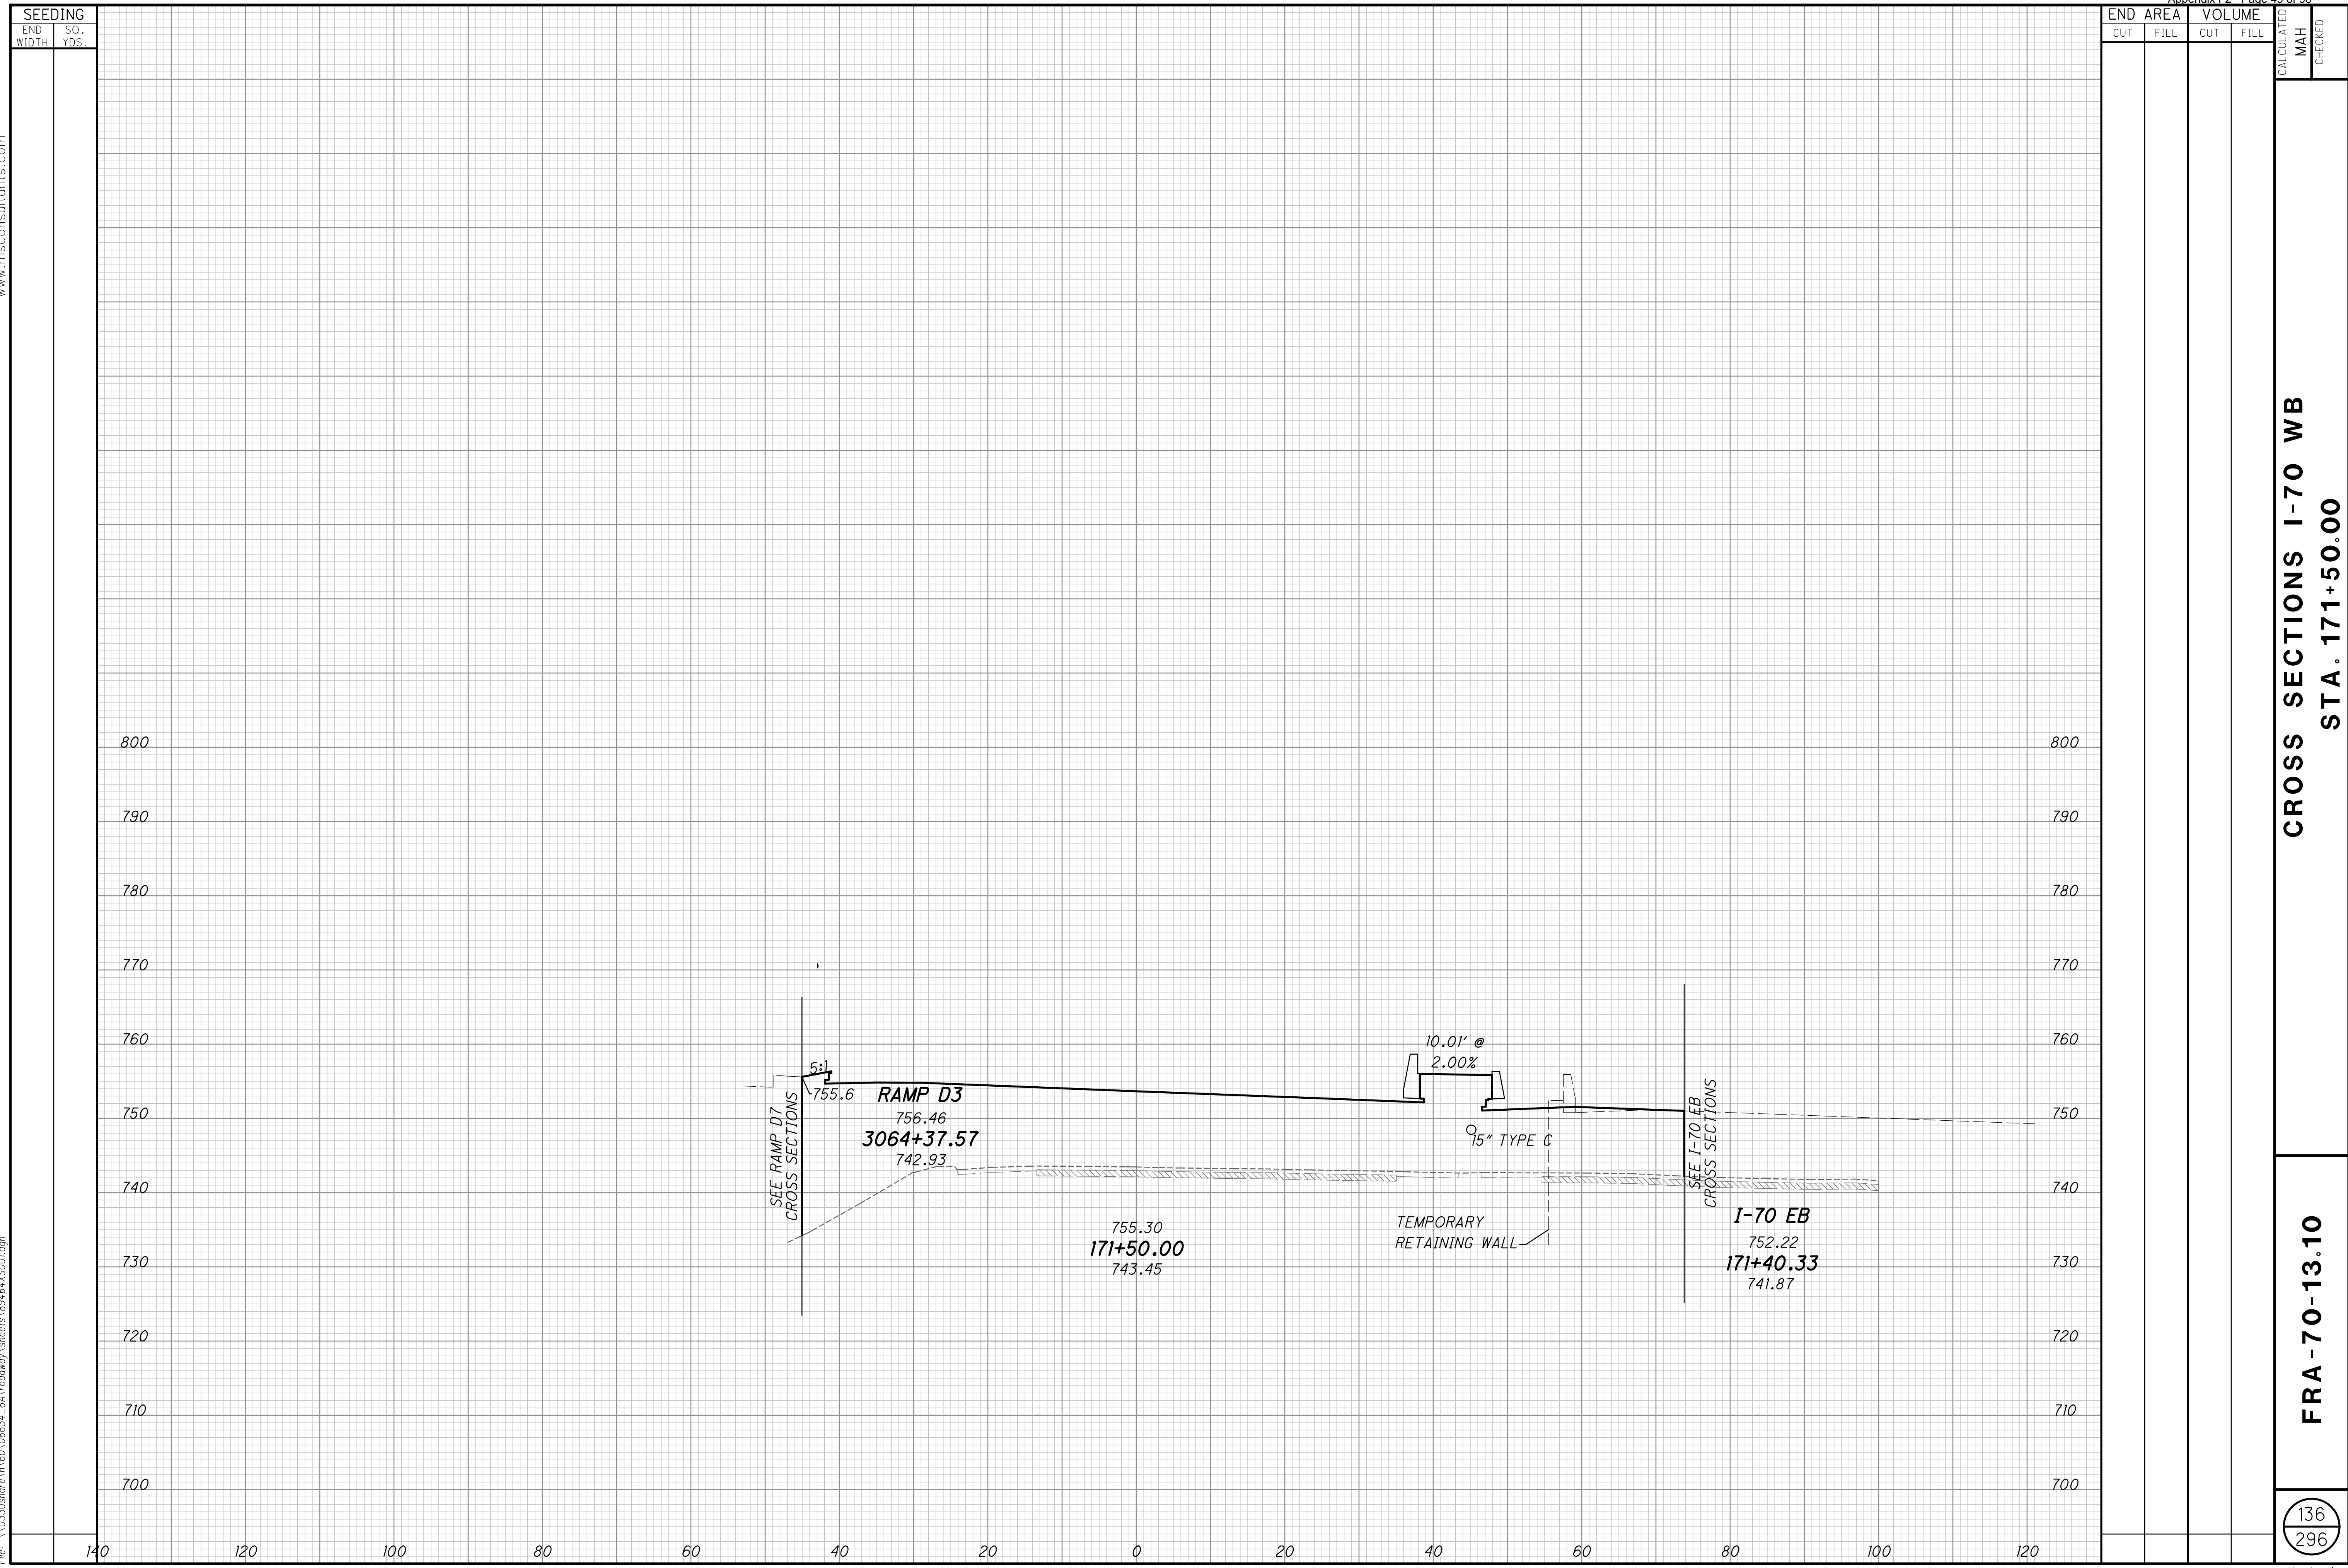 SEEDING
END WIDTH
SQ. YDS.
END AREA
VOLUME
CUT
FILL
CUT
FILL
CALCULATED
MAH
CHECKED
www.msconsultants.com
CROSS SECTIONS I-70 WB
STA. 171+50.00
FRA-70-13.10
136
296
800
800
790
790
780
780
770
770
760
760
750
750
740
740
730
730
720
720
710
710
700
700
5:1
755.6
RAMP D3
756.46
3064+37.57
742.93
SEE RAMP D7
CROSS SECTIONS
10.01' @
2.00%
15" TYPE C
SEE I-70 EB
CROSS SECTIONS
755.30
171+50.00
743.45
TEMPORARY
RETAINING WALL
I-70 EB
752.22
171+40.33
741.87
140
120
100
80
60
40
20
0
20
40
60
80
100
120